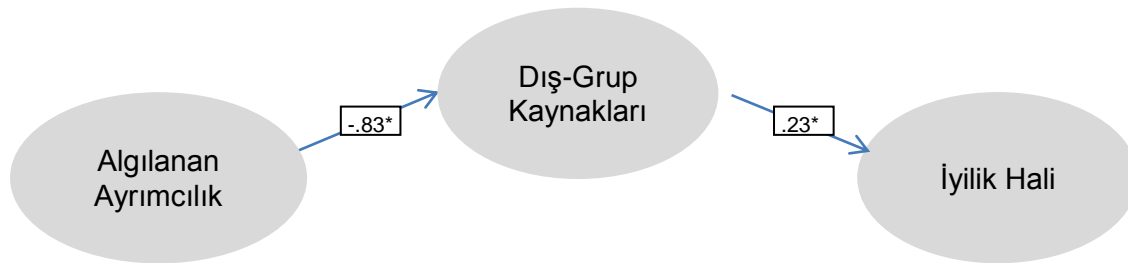 Algılanan
Ayrımcılık
-.83*
Dış-Grup
Kaynakları
.23*
İyilik Hali